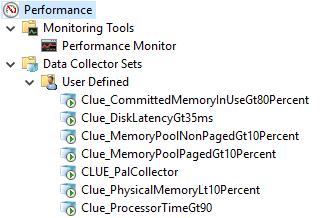 Performance
Monitoring Tools
Performance Monitor
Data Collector Sets
User Defined
Clue_CommittedMemoryInUseGt80Percent
Clue_DiskLatencyGt35ms
Clue_MemoryPoolNonPagedGt10Percent
Clue_MemoryPoolPagedGt10Percent
CLUE_PalCollector
Clue_PhysicalMemoryLt10Percent
Clue_ProcessorTimeGt90